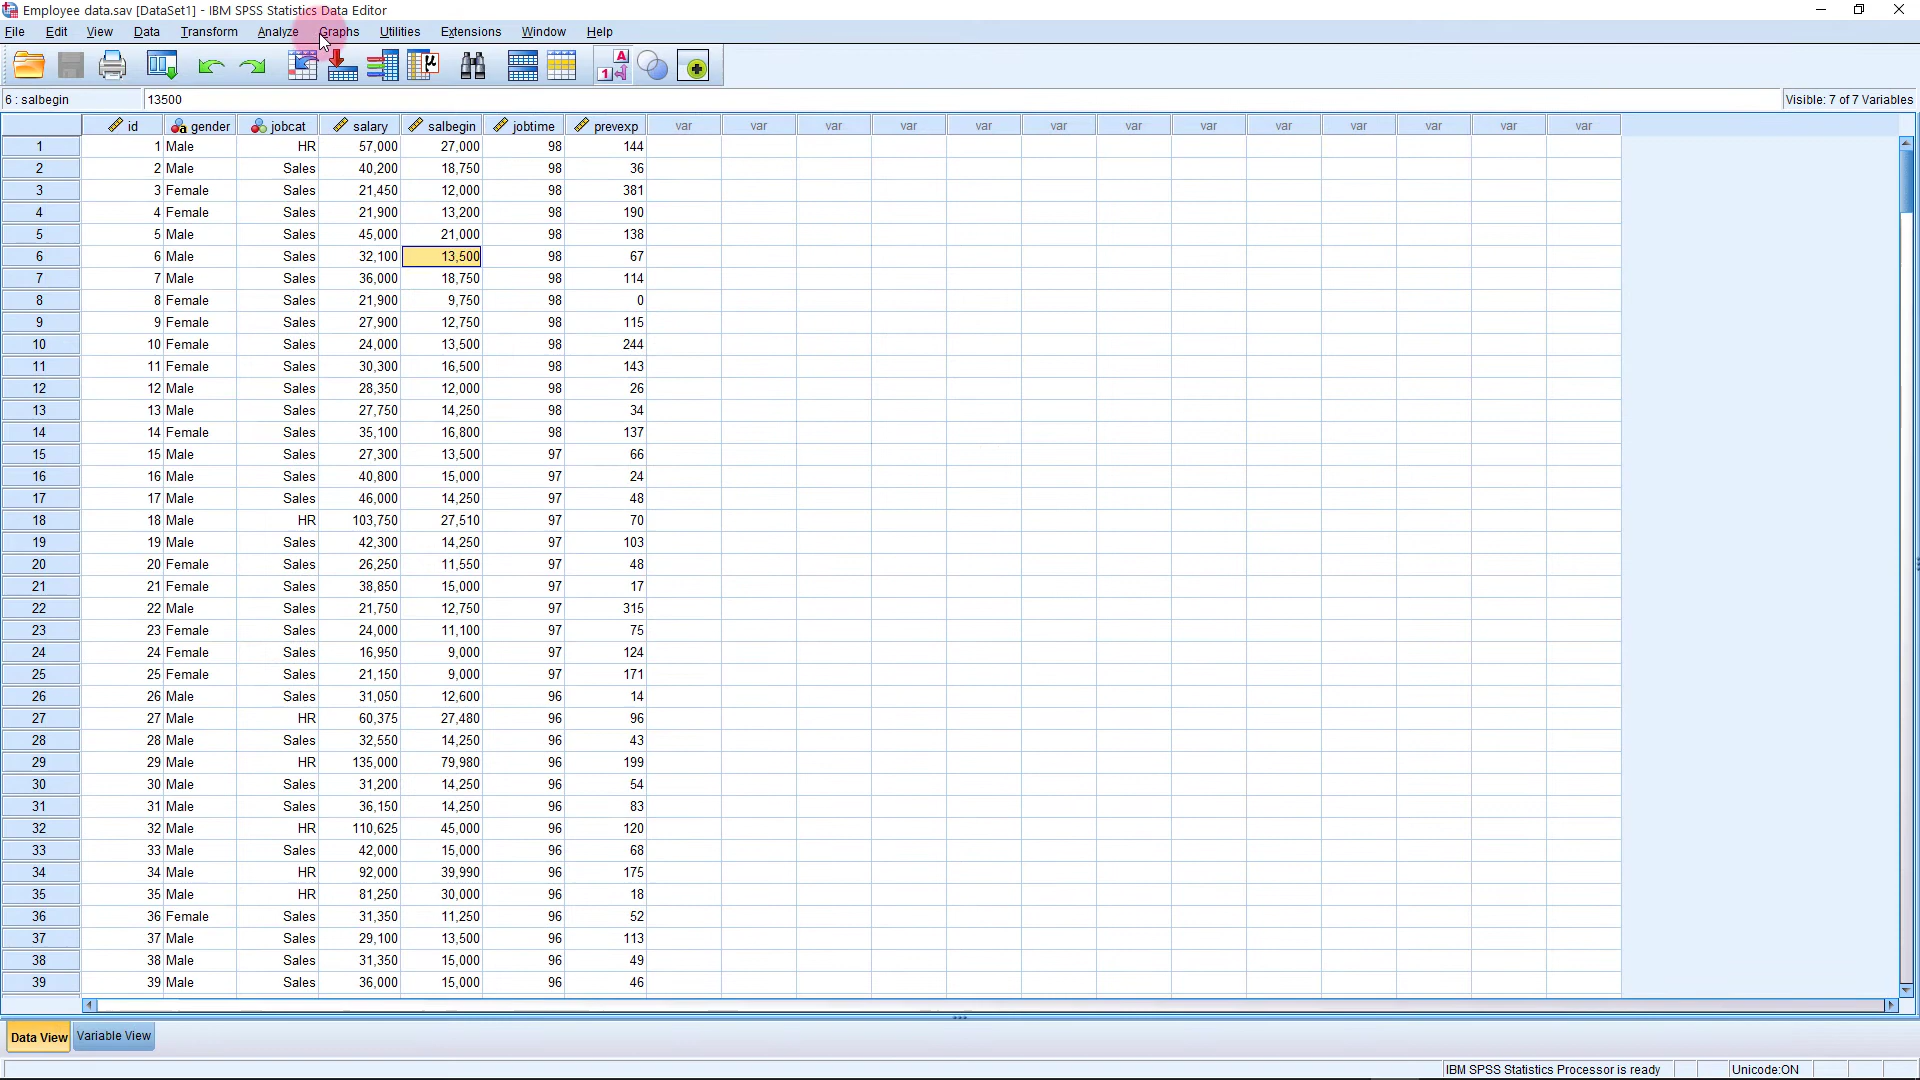 Employee data.sav [DataSet1] - IBM SPSS Statistics Data Editor
File Edit View Data Transform Analyze Graphs Utilities Extensions Window Help
6 : salbegin 13500 Visible: 7 of 7 Variables
id gender jobcat salary salbegin jobtime prevexp var var var var var var var var var var var var var
1 1 Male HR 57,000 27,000 98 144
2 2 Male Sales 40,200 18,750 98 36
3 3 Female Sales 21,450 12,000 98 381
4 4 Female Sales 21,900 13,200 98 190
5 5 Male Sales 45,000 21,000 98 138
6 6 Male Sales 32,100 13,500 98 67
7 7 Male Sales 36,000 18,750 98 114
8 8 Female Sales 21,900 9,750 98 0
9 9 Female Sales 27,900 12,750 98 115
10 10 Female Sales 24,000 13,500 98 244
11 11 Female Sales 30,300 16,500 98 143
12 12 Male Sales 28,350 12,000 98 26
13 13 Male Sales 27,750 14,250 98 34
14 14 Female Sales 35,100 16,800 98 137
15 15 Male Sales 27,300 13,500 97 66
16 16 Male Sales 40,800 15,000 97 24
17 17 Male Sales 46,000 14,250 97 48
18 18 Male HR 103,750 27,510 97 70
19 19 Male Sales 42,300 14,250 97 103
20 20 Female Sales 26,250 11,550 97 48
21 21 Female Sales 38,850 15,000 97 17
22 22 Male Sales 21,750 12,750 97 315
23 23 Female Sales 24,000 11,100 97 75
24 24 Female Sales 16,950 9,000 97 124
25 25 Female Sales 21,150 9,000 97 171
26 26 Male Sales 31,050 12,600 96 14
27 27 Male HR 60,375 27,480 96 96
28 28 Male Sales 32,550 14,250 96 43
29 29 Male HR 135,000 79,980 96 199
30 30 Male Sales 31,200 14,250 96 54
31 31 Male Sales 36,150 14,250 96 83
32 32 Male HR 110,625 45,000 96 120
33 33 Male Sales 42,000 15,000 96 68
34 34 Male HR 92,000 39,990 96 175
35 35 Male HR 81,250 30,000 96 18
36 36 Female Sales 31,350 11,250 96 52
37 37 Male Sales 29,100 13,500 96 113
38 38 Male Sales 31,350 15,000 96 49
39 39 Male Sales 36,000 15,000 96 46
Data View Variable View
IBM SPSS Statistics Processor is ready Unicode:ON